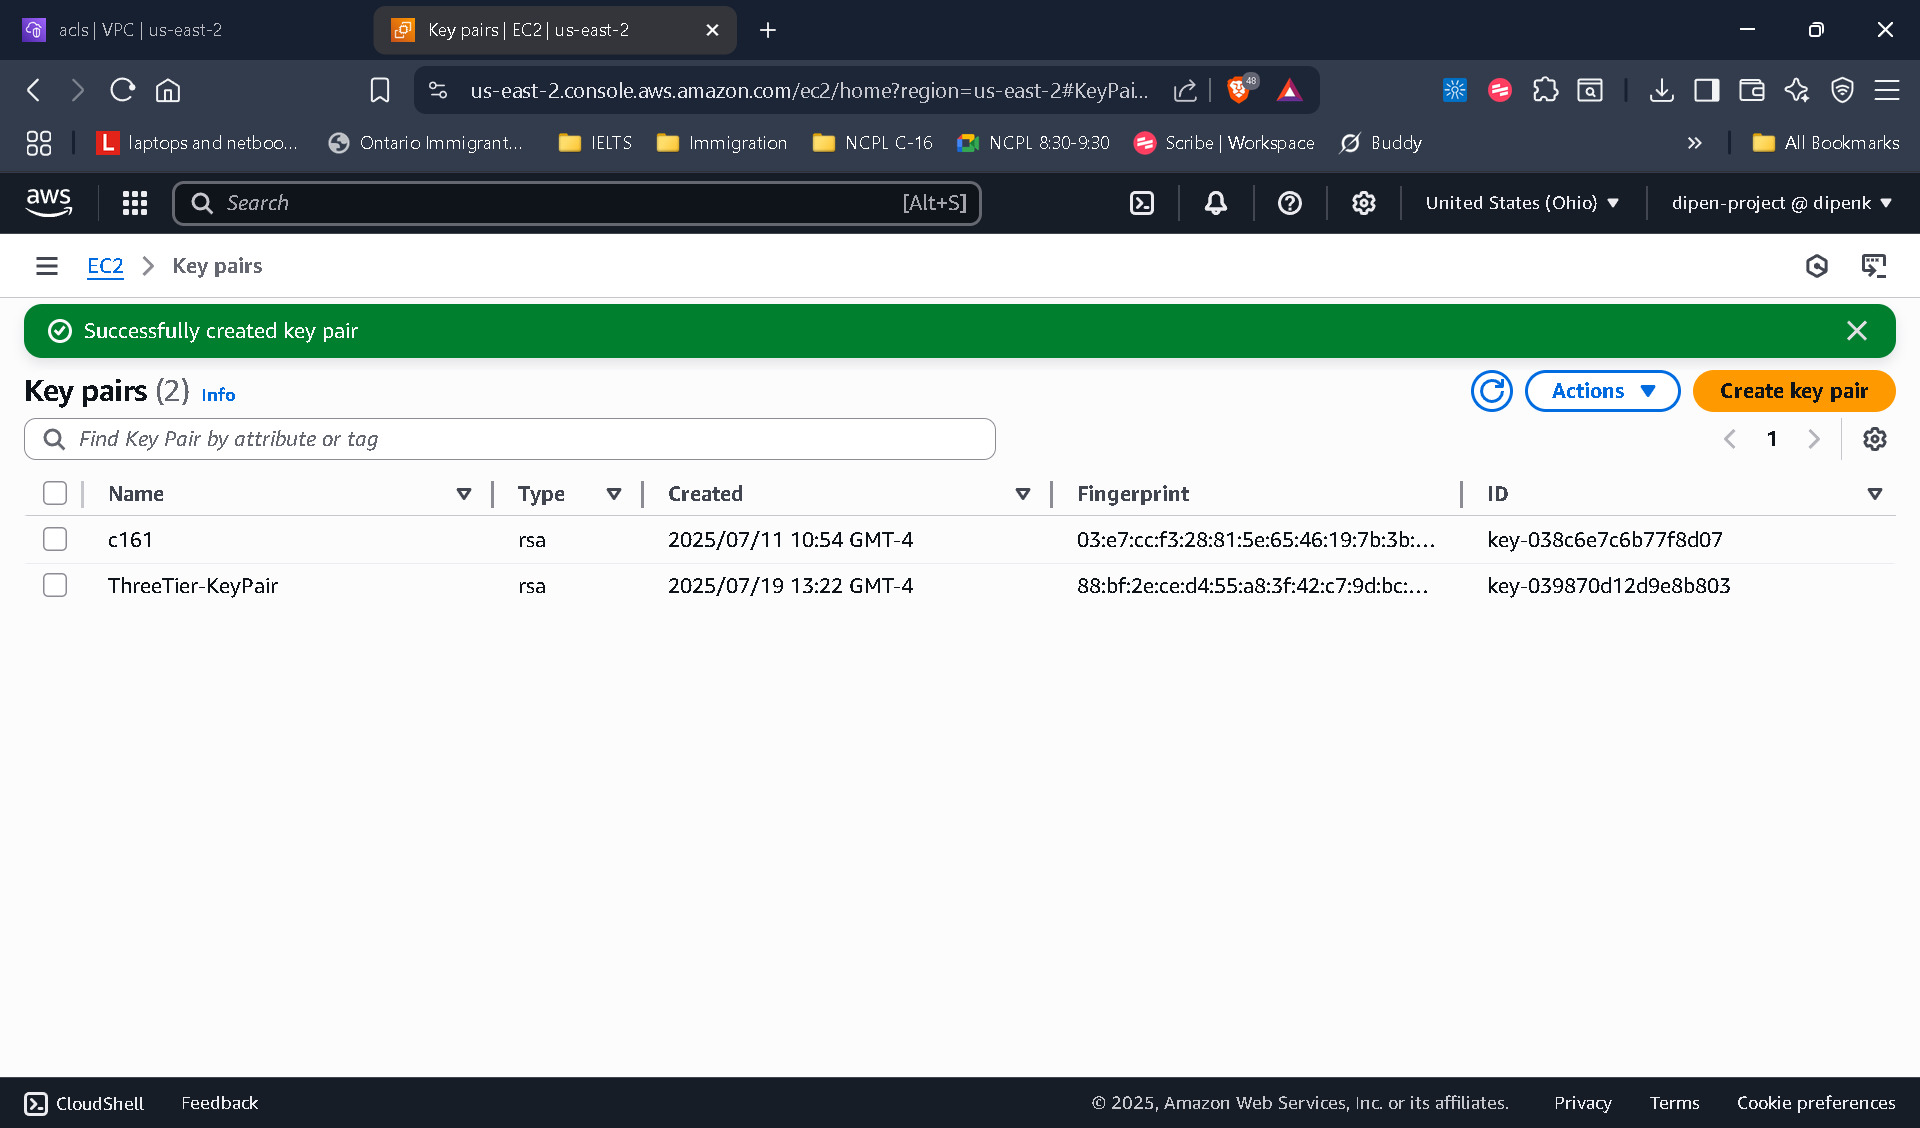 acls | VPC | us-east-2
Key pairs | EC2 | us-east-2
us-east-2.console.aws.amazon.com/ec2/home?region=us-east-2#KeyPai...
48
laptops and netboo...
Ontario Immigrant...
IELTS
Immigration
NCPL C-16
NCPL 8:30-9:30
Scribe | Workspace
Buddy
All Bookmarks
aws
Search
[Alt+S]
United States (Ohio)
dipen-project @ dipenk
EC2
Key pairs
Successfully created key pair
Key pairs (2) Info
Actions
Create key pair
Find Key Pair by attribute or tag
1
Name Type Created Fingerprint ID
c161 rsa 2025/07/11 10:54 GMT-4 03:e7:cc:f3:28:81:5e:65:46:19:7b:3b:... key-038c6e7c6b77f8d07
ThreeTier-KeyPair rsa 2025/07/19 13:22 GMT-4 88:bf:2e:ce:d4:55:a8:3f:42:c7:9d:bc:... key-039870d12d9e8b803
CloudShell Feedback © 2025, Amazon Web Services, Inc. or its affiliates. Privacy Terms Cookie preferences